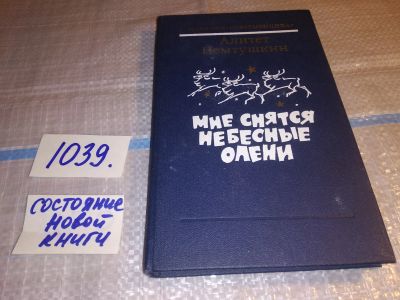 Алитет
Немтушкин
МНЕ СНЯТСЯ
НЕБЕСНЫЕ
ОЛЕНИ
1039.
СОСТОЯНИЕ
НОВОЙ
КНИГИ